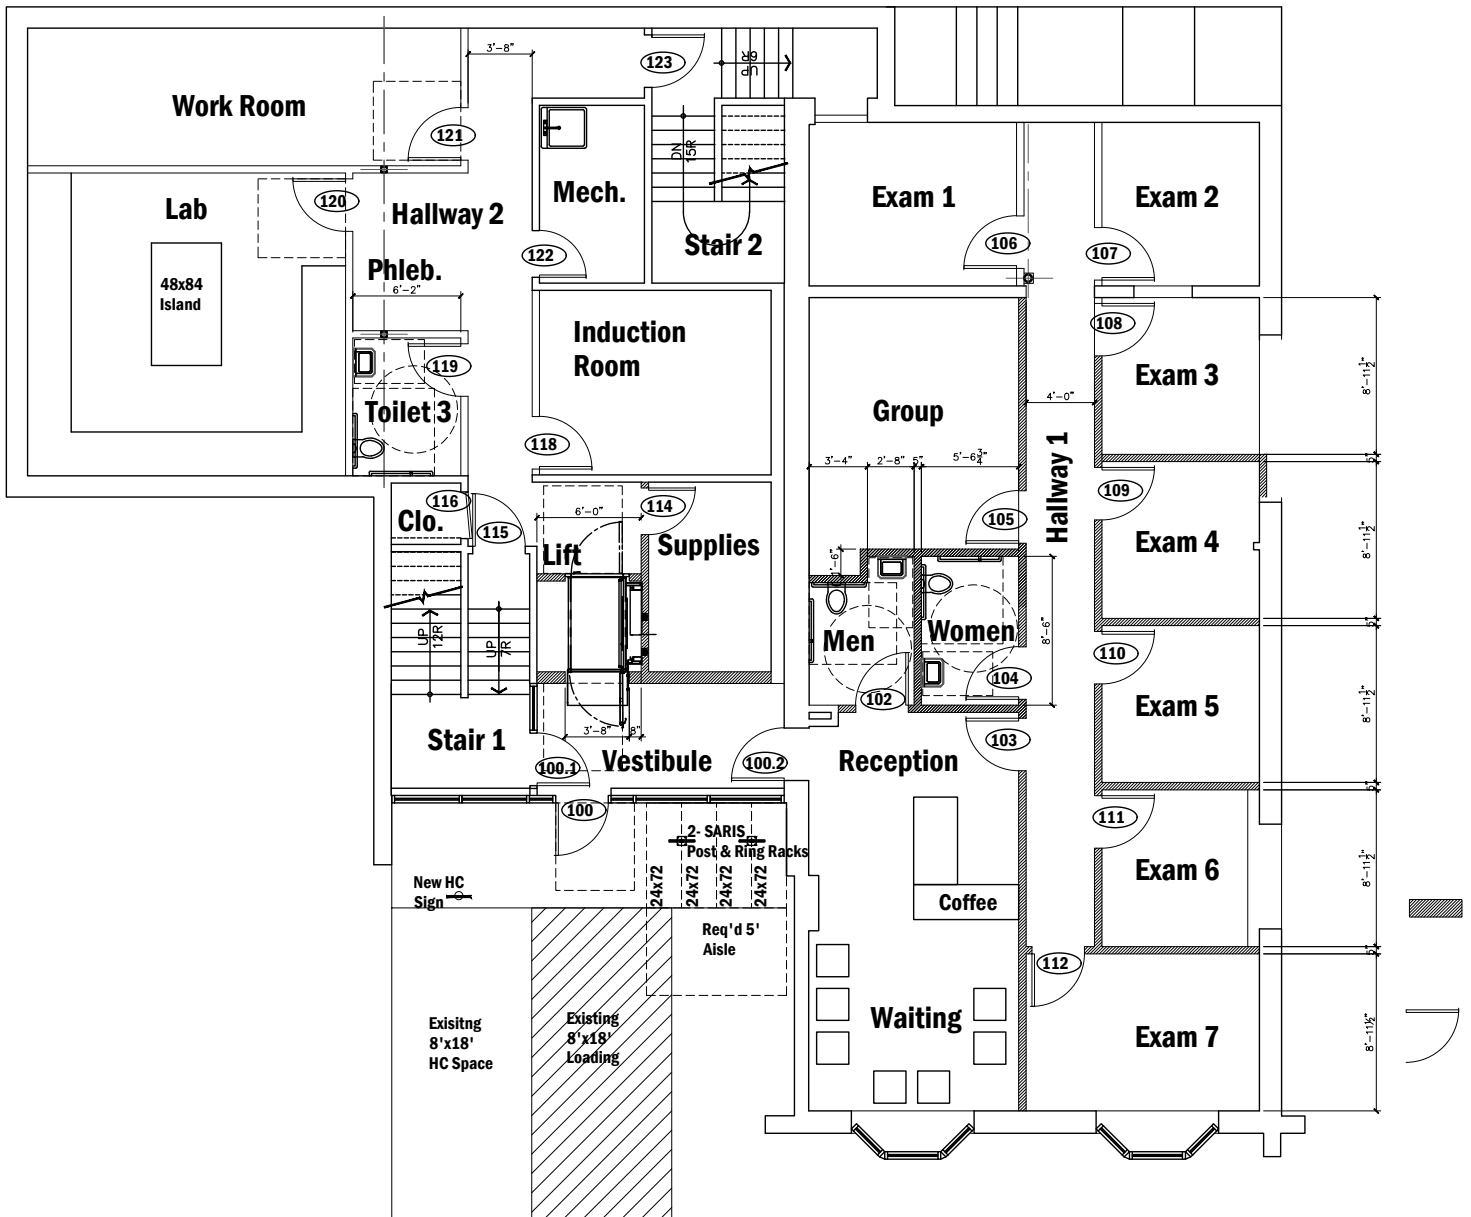 3'-8"
123
UP
6R
Work Room
121
Mech.
DN
15R
Exam 1
Exam 2
Lab
120
Hallway 2
Stair 2
106
107
122
Phleb.
6'-2"
48x84
Island
108
Induction
Room
119
Exam 3
8'-11½"
4'-0"
Toilet 3
Group
118
Hallway 1
3'-4"
2'-8"
5"
5'-6¾"
5"
116
Clo.
115
6'-0"
114
109
105
Lift
Supplies
Exam 4
8'-11½"
1'-6"
UP
12R
UP
7R
Men
Women
8'-6"
5"
110
104
102
Exam 5
8'-11½"
Stair 1
3'-8"
8"
103
100.1
Vestibule
100.2
Reception
5"
100
111
2- SARIS
Post & Ring Racks
Exam 6
8'-11½"
New HC
Sign
24x72
24x72
24x72
24x72
Coffee
Req'd 5'
Aisle
5"
112
Waiting
Exisitng
8'x18'
HC Space
Existing
8'x18'
Loading
Exam 7
8'-11½"